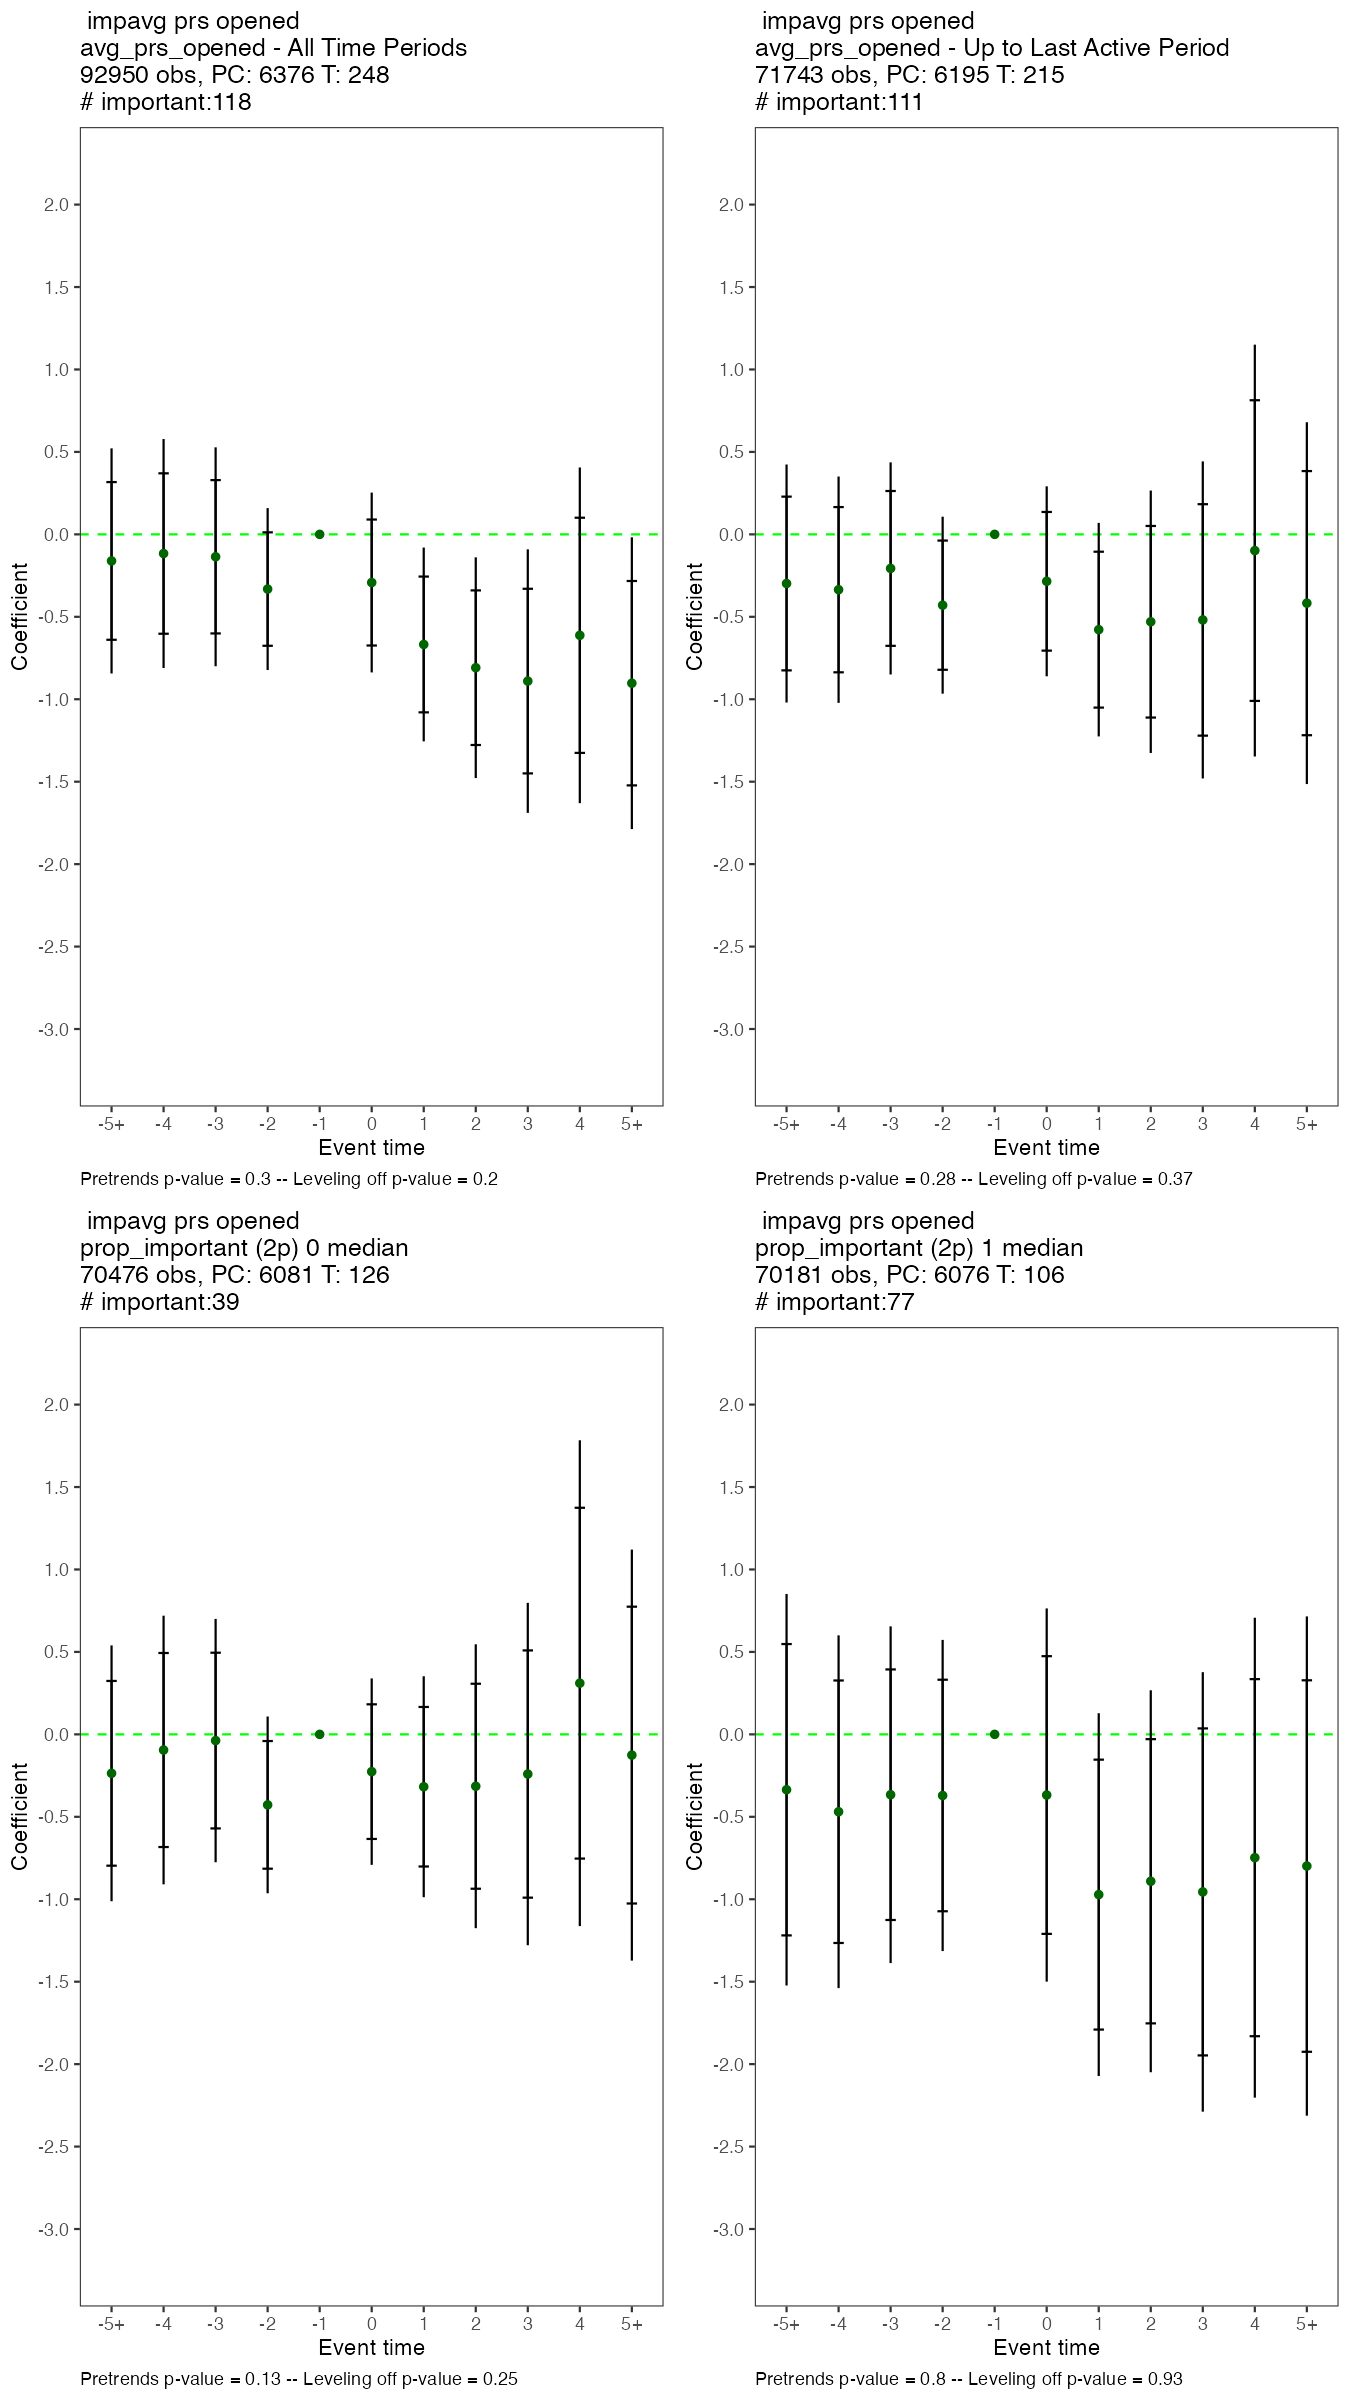 impavg prs opened
avg_prs_opened - All Time Periods
92950 obs, PC: 6376 T: 248
# important:118
2.0
1.5
1.0
0.5
0.0
-0.5
-1.0
-1.5
-2.0
-2.5
-3.0
Coefficient
-5+ -4 -3 -2 -1 0 1 2 3 4 5+
Event time
Pretrends p-value = 0.3 -- Leveling off p-value = 0.2
impavg prs opened
avg_prs_opened - Up to Last Active Period
71743 obs, PC: 6195 T: 215
# important:111
2.0
1.5
1.0
0.5
0.0
-0.5
-1.0
-1.5
-2.0
-2.5
-3.0
Coefficient
-5+ -4 -3 -2 -1 0 1 2 3 4 5+
Event time
Pretrends p-value = 0.28 -- Leveling off p-value = 0.37
impavg prs opened
prop_important (2p) 0 median
70476 obs, PC: 6081 T: 126
# important:39
2.0
1.5
1.0
0.5
0.0
-0.5
-1.0
-1.5
-2.0
-2.5
-3.0
Coefficient
-5+ -4 -3 -2 -1 0 1 2 3 4 5+
Event time
Pretrends p-value = 0.13 -- Leveling off p-value = 0.25
impavg prs opened
prop_important (2p) 1 median
70181 obs, PC: 6076 T: 106
# important:77
2.0
1.5
1.0
0.5
0.0
-0.5
-1.0
-1.5
-2.0
-2.5
-3.0
Coefficient
-5+ -4 -3 -2 -1 0 1 2 3 4 5+
Event time
Pretrends p-value = 0.8 -- Leveling off p-value = 0.93